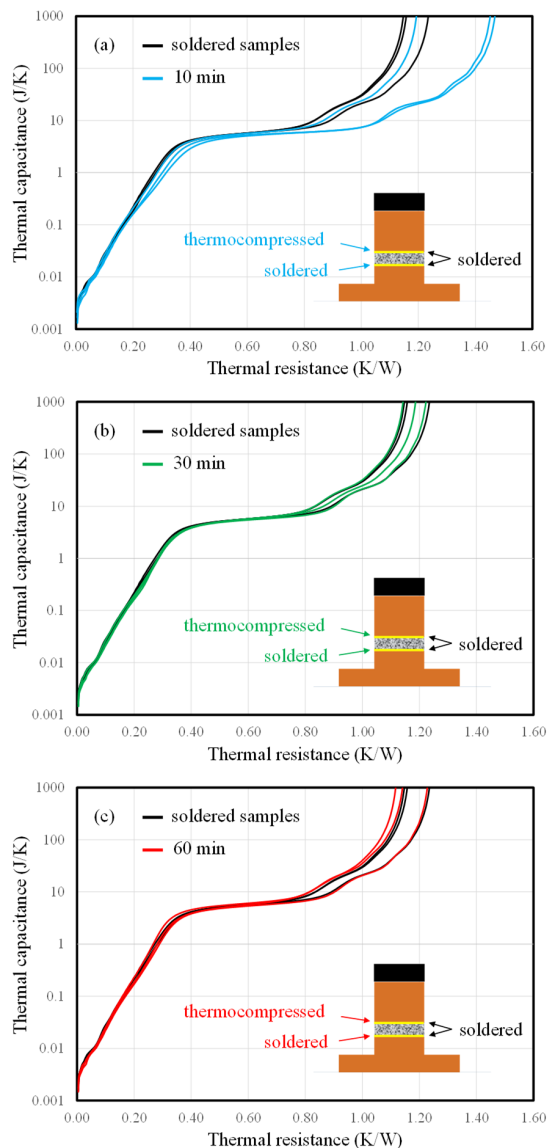 1000
(a)
soldered samples
100
10 min
10
1
0.1
thermocompressed
soldered
soldered
0.01
0.001
0.00 0.20 0.40 0.60 0.80 1.00 1.20 1.40 1.60
Thermal capacitance (J/K)
Thermal resistance (K/W)
1000
(b)
soldered samples
100
30 min
10
1
0.1
thermocompressed
soldered
soldered
0.01
0.001
0.00 0.20 0.40 0.60 0.80 1.00 1.20 1.40 1.60
Thermal capacitance (J/K)
Thermal resistance (K/W)
1000
(c)
soldered samples
100
60 min
10
1
0.1
thermocompressed
soldered
soldered
0.01
0.001
0.00 0.20 0.40 0.60 0.80 1.00 1.20 1.40 1.60
Thermal capacitance (J/K)
Thermal resistance (K/W)